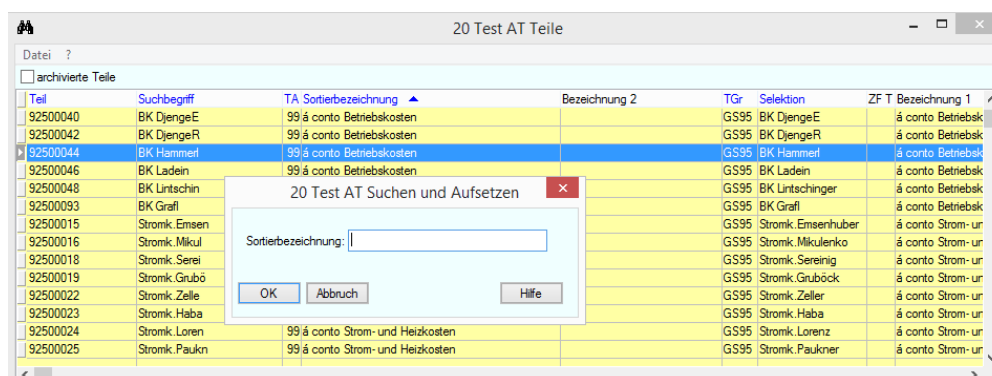 20 Test AT Teile
Datei ?
archivierte Teile
Teil Suchbegriff TA Sortierbezeichnung Bezeichnung 2 TGr Selektion ZF T Bezeichnung 1
92500040 BK DjengeE 99 á conto Betriebskosten GS95 BK DjengeE á conto Betriebsk
92500042 BK DjengeR 99 á conto Betriebskosten GS95 BK DjengeR á conto Betriebsk
92500044 BK Hammerl 99 á conto Betriebskosten GS95 BK Hammerl á conto Betriebsk
92500046 BK Ladein 99 á conto Betriebskosten GS95 BK Ladein á conto Betriebsk
92500048 BK Lintschin GS95 BK Lintschinger á conto Betriebsk
92500093 BK Grafl GS95 BK Grafl á conto Betriebsk
92500015 Stromk.Emsen GS95 Stromk.Emsenhuber á conto Strom- ur
92500016 Stromk.Mikul GS95 Stromk.Mikulenko á conto Strom- ur
92500018 Stromk.Serei GS95 Stromk.Sereinig á conto Strom- ur
92500019 Stromk.Grubö GS95 Stromk.Gruböck á conto Strom- ur
92500022 Stromk.Zelle GS95 Stromk.Zeller á conto Strom- ur
92500023 Stromk.Haba GS95 Stromk.Haba á conto Strom- ur
92500024 Stromk.Loren 99 á conto Strom- und Heizkosten GS95 Stromk.Lorenz á conto Strom- ur
92500025 Stromk.Paukn 99 á conto Strom- und Heizkosten GS95 Stromk.Paukner á conto Strom- ur
20 Test AT Suchen und Aufsetzen
Sortierbezeichnung:
OK Abbruch Hilfe